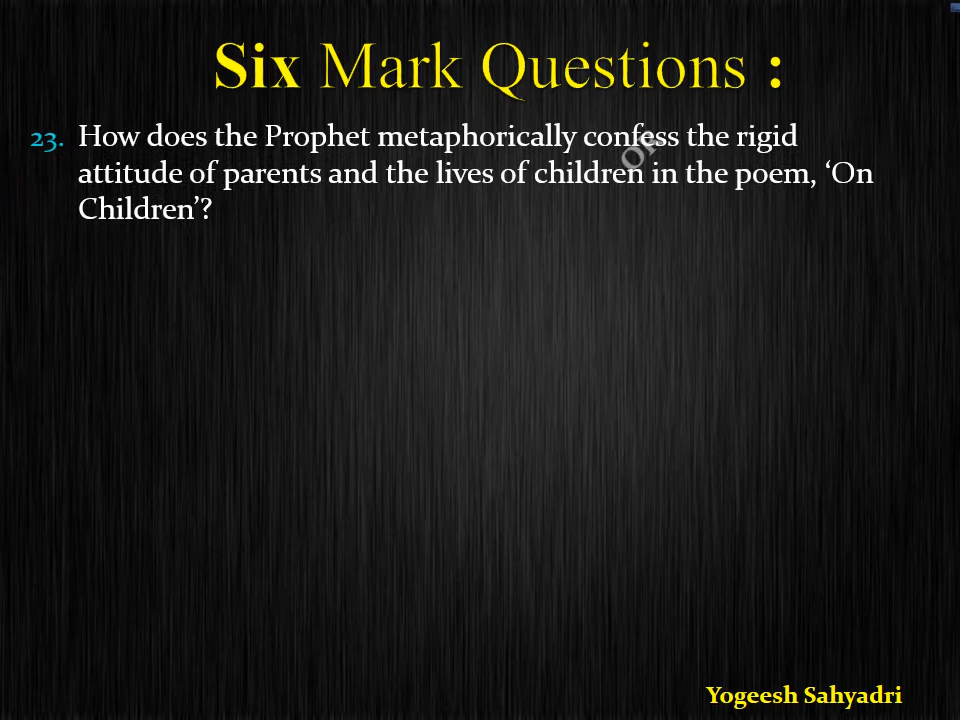 Six Mark Questions :
23. How does the Prophet metaphorically confess the rigid
attitude of parents and the lives of children in the poem, ‘On
Children’?
Yogeesh Sahyadri